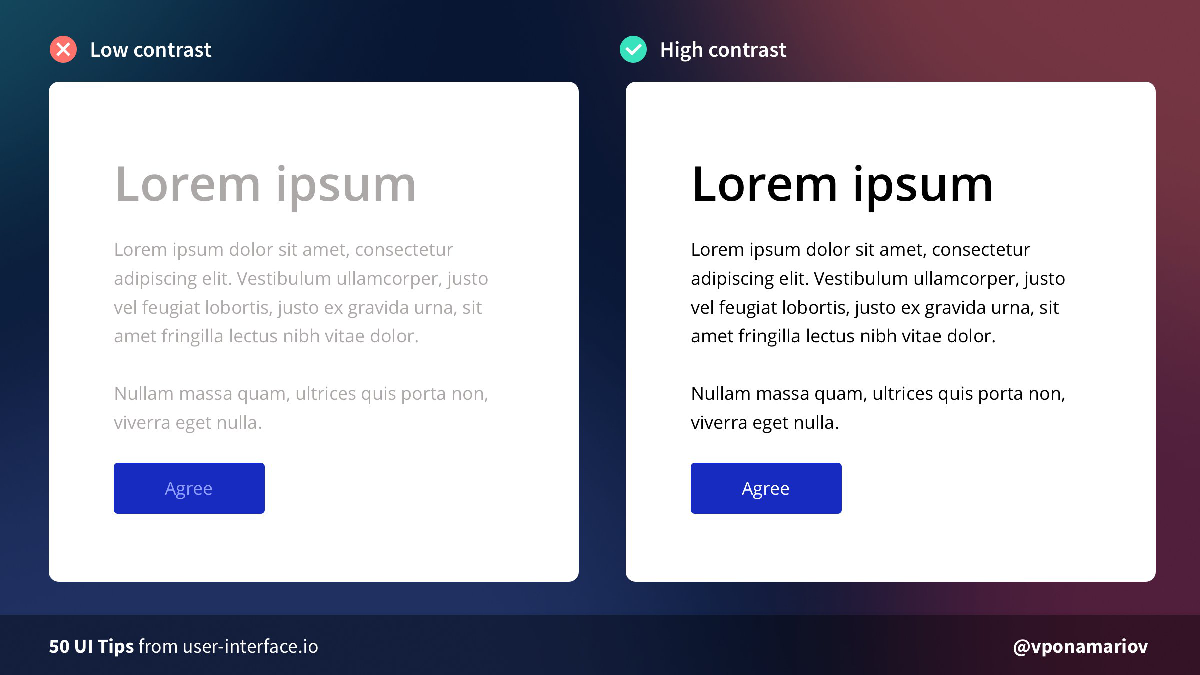 Low contrast
Lorem ipsum
Lorem ipsum dolor sit amet, consectetur
adipiscing elit. Vestibulum ullamcorper, justo
vel feugiat lobortis, justo ex gravida urna, sit
amet fringilla lectus nibh vitae dolor.
Nullam massa quam, ultrices quis porta non,
viverra eget nulla.
Agree
High contrast
Lorem ipsum
Lorem ipsum dolor sit amet, consectetur
adipiscing elit. Vestibulum ullamcorper, justo
vel feugiat lobortis, justo ex gravida urna, sit
amet fringilla lectus nibh vitae dolor.
Nullam massa quam, ultrices quis porta non,
viverra eget nulla.
Agree
50 UI Tips from user-interface.io
@vponamariov